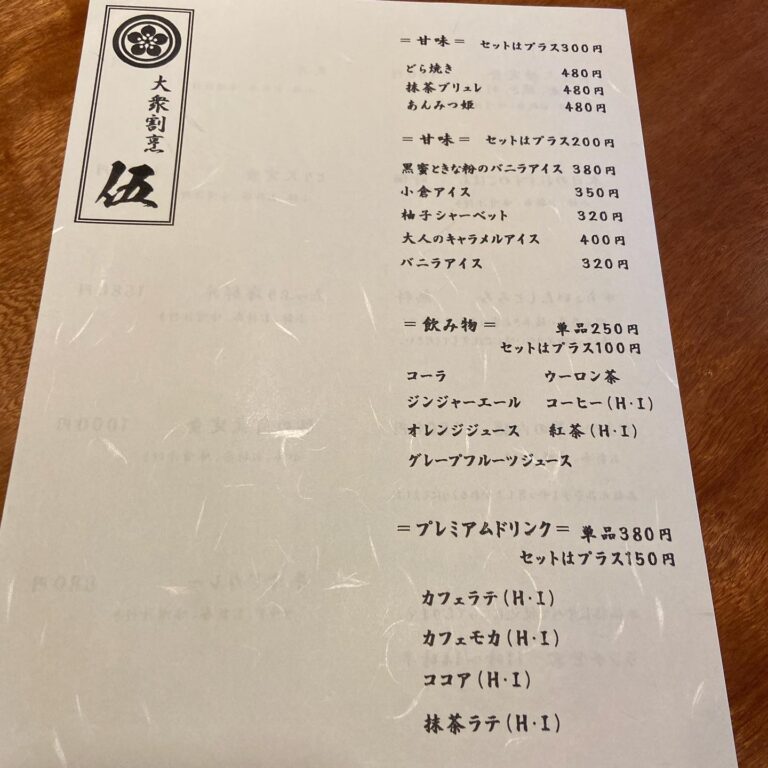 大衆割烹
伍
＝甘味＝ セットはプラス300円
どら焼き 480円
抹茶ブリュレ 480円
あんみつ姫 480円
＝甘味＝ セットはプラス200円
黒蜜ときな粉のバニラアイス 380円
小倉アイス 350円
柚子シャーベット 320円
大人のキャラメルアイス 400円
バニラアイス 320円
＝飲み物＝ 単品250円
セットはプラス100円
コーラ ウーロン茶
ジンジャーエール コーヒー(H・I)
オレンジジュース 紅茶(H・I)
グレープフルーツジュース
＝プレミアムドリンク＝ 単品380円
セットはプラス150円
カフェラテ(H・I)
カフェモカ(H・I)
ココア(H・I)
抹茶ラテ(H・I)